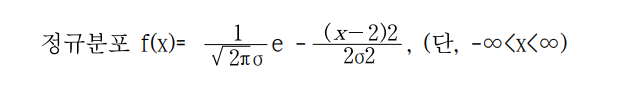 정규분포 f(x)= 1/√2πσ e - (x-2)2/2σ2, (단, -∞<x<∞)